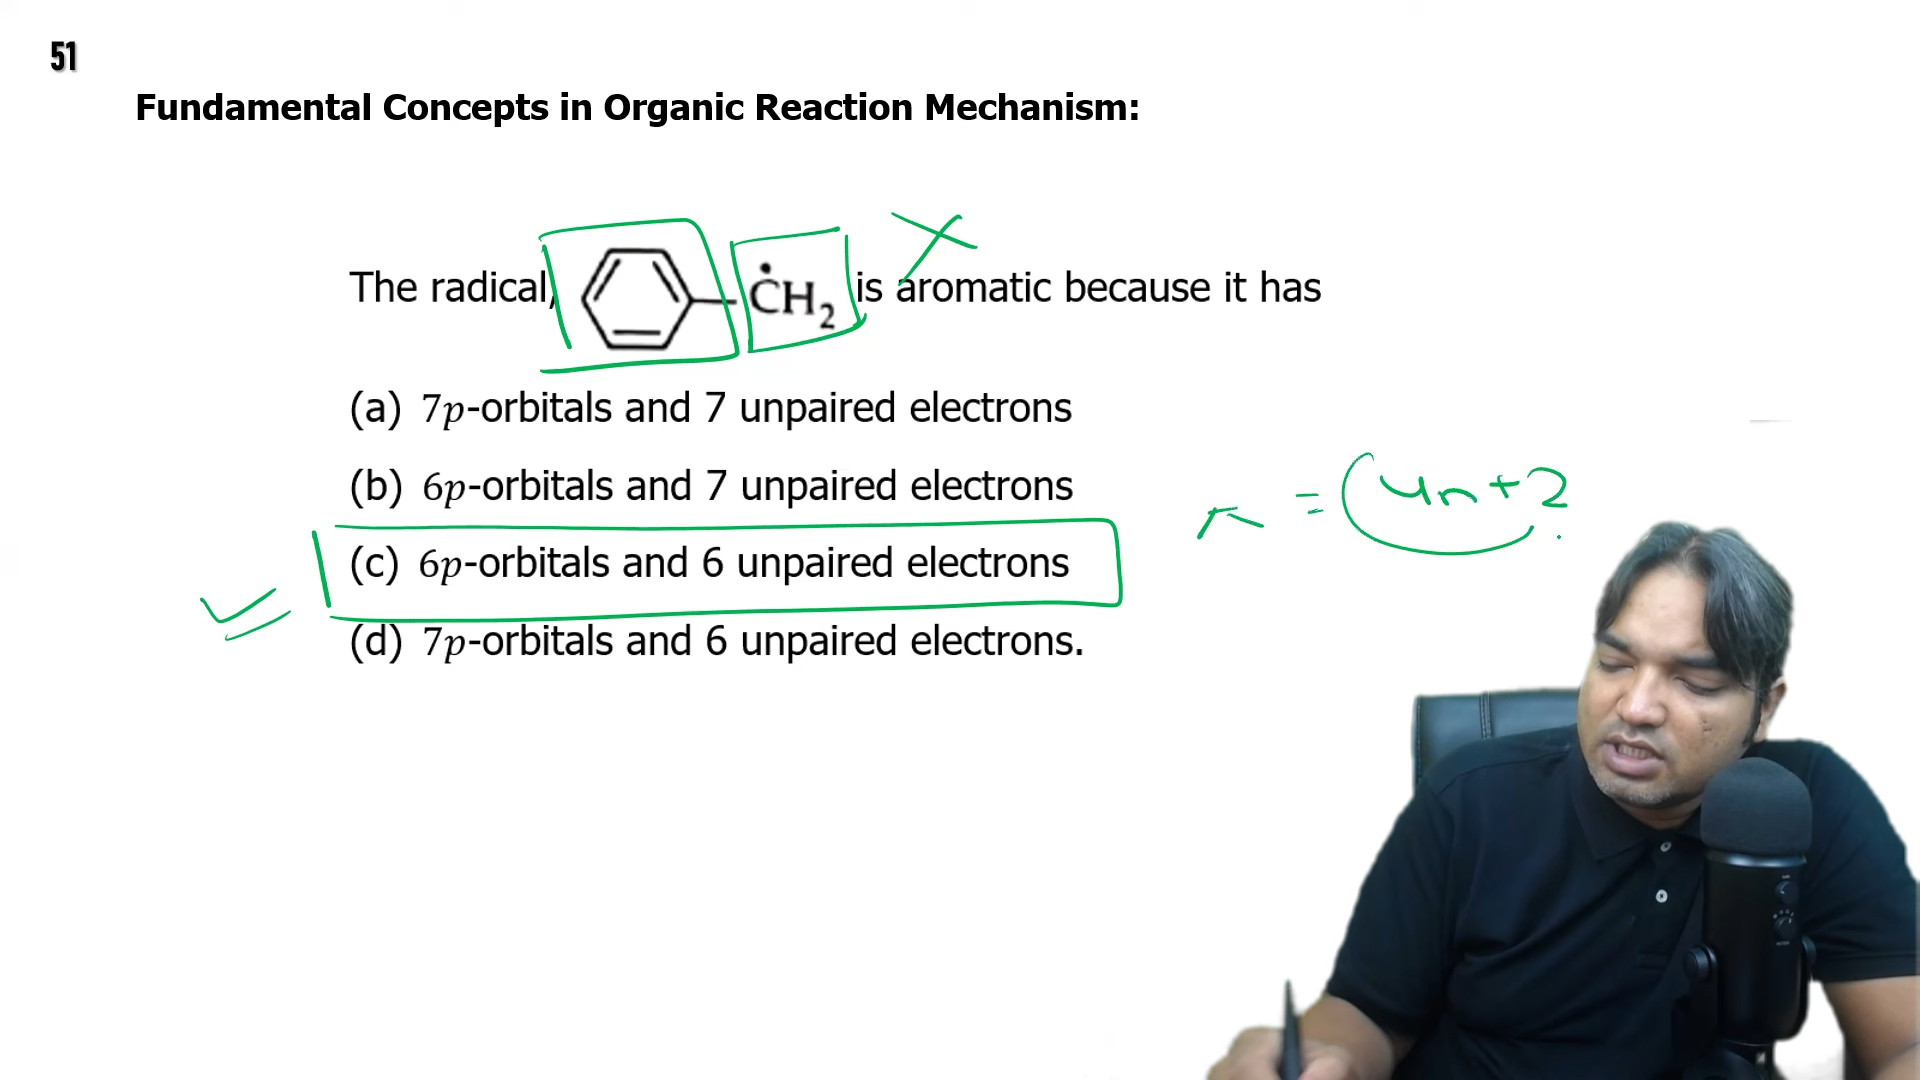 51
Fundamental Concepts in Organic Reaction Mechanism:
The radical, ĊH₂ is aromatic because it has
(a) 7p-orbitals and 7 unpaired electrons
(b) 6p-orbitals and 7 unpaired electrons
π = (4n+2
(c) 6p-orbitals and 6 unpaired electrons
(d) 7p-orbitals and 6 unpaired electrons.